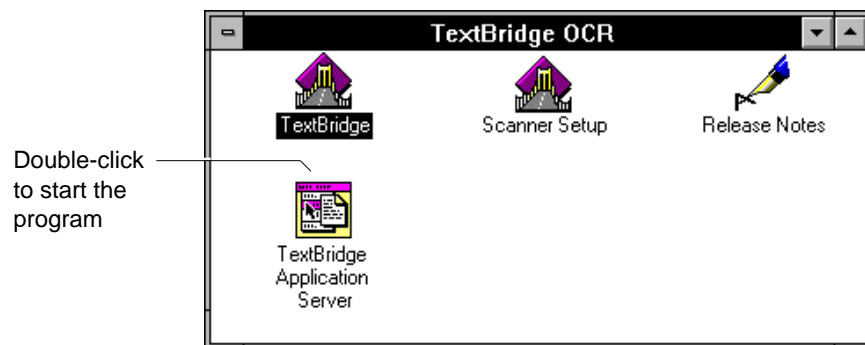 TextBridge OCR
TextBridge
Scanner Setup
Release Notes
Double-click
to start the
program
TextBridge
Application
Server